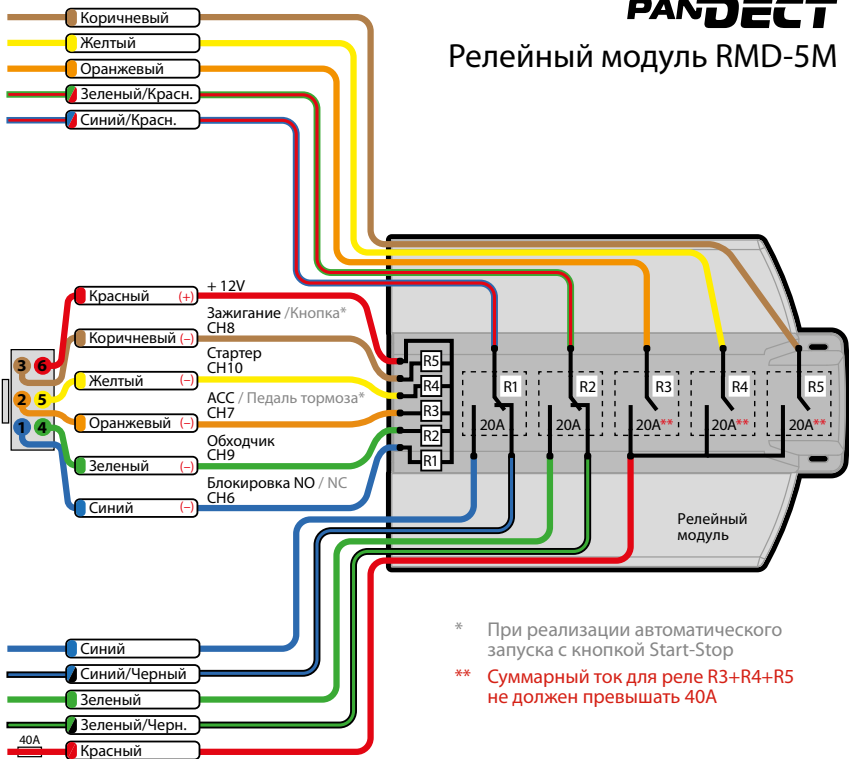 PANDECT
Релейный модуль RMD-5M
Коричневый
Желтый
Оранжевый
Зеленый/Красн.
Синий/Красн.
Красный (+)
+ 12V
Зажигание /Кнопка*
CH8
Коричневый (–)
Стартер
CH10
Желтый (–)
ACC / Педаль тормоза*
CH7
Оранжевый (–)
Обходчик
CH9
Зеленый (–)
Блокировка NO / NC
CH6
Синий (–)
3 6
2 5
1 4
R5
R4
R3
R2
R1
R1 R2 R3 R4 R5
20A 20A 20A** 20A** 20A**
Релейный
модуль
Синий
Синий/Черный
Зеленый
Зеленый/Черн.
40A
Красный
* При реализации автоматического
запуска с кнопкой Start-Stop
** Суммарный ток для реле R3+R4+R5
не должен превышать 40А